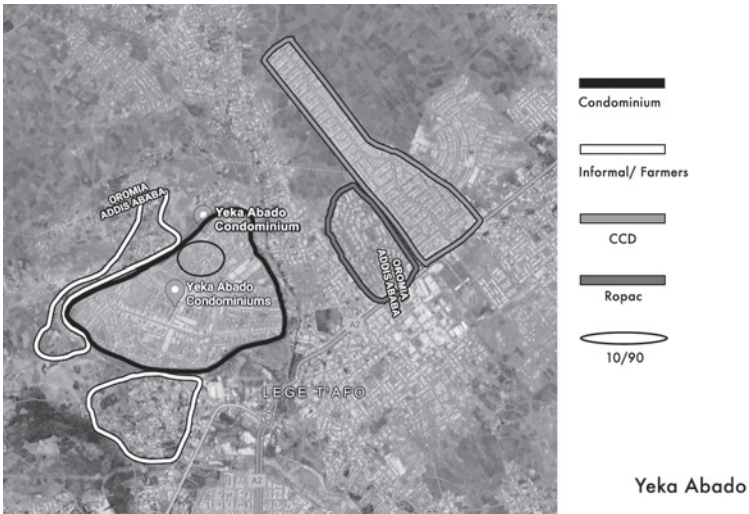 OROMIA
ADDIS ABABA
Yeka Abado
Condominium
Yeka Abado
Condominiums
OROMIA
ADDIS ABABA
A2
LEGE T'AFO
A2
Condominium
Informal/ Farmers
CCD
Ropac
10/90
Yeka Abado